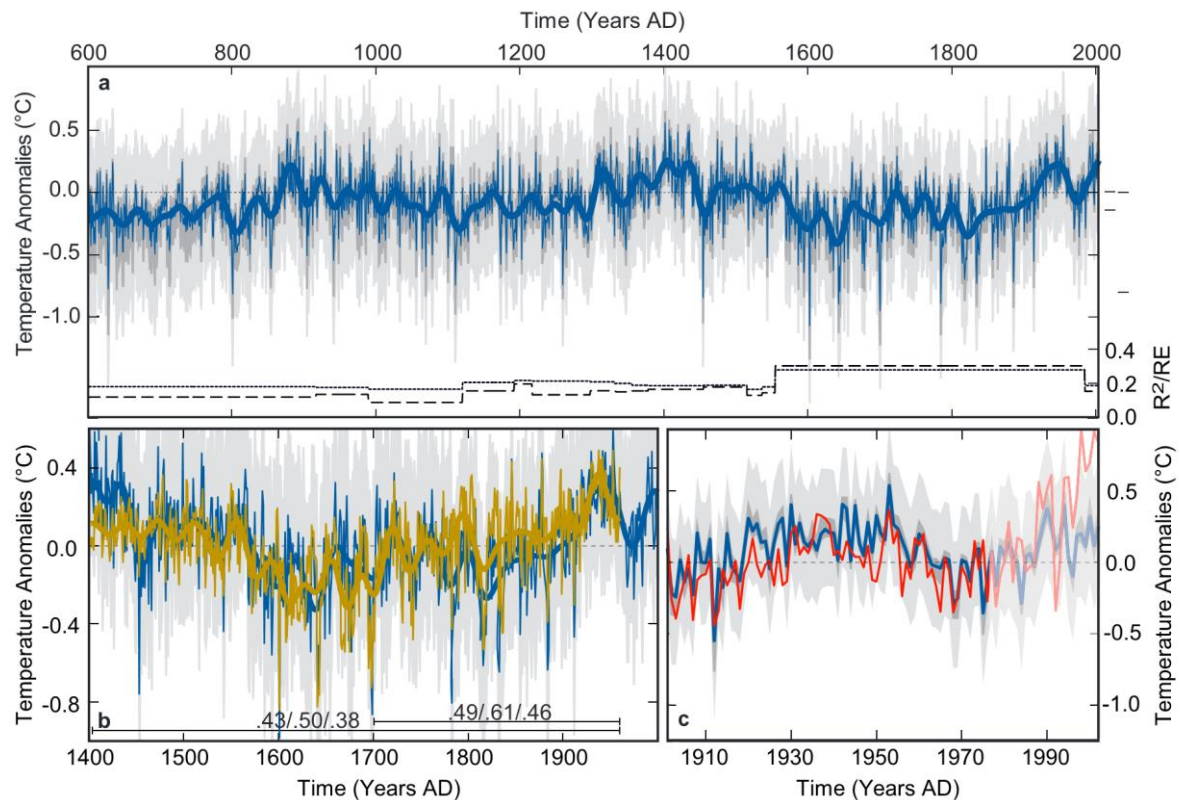 Time (Years AD)
600 800 1000 1200 1400 1600 1800 2000
a
Temperature Anomalies (°C)
0.5
0.0
-0.5
-1.0
0.4
0.2
0.0
R²/RE
0.4
0.0
-0.4
-0.8
Temperature Anomalies (°C)
b
.43/.50/.38
.49/.61/.46
1400 1500 1600 1700 1800 1900
Time (Years AD)
c
0.5
0.0
-0.5
-1.0
Temperature Anomalies (°C)
1910 1930 1950 1970 1990
Time (Years AD)